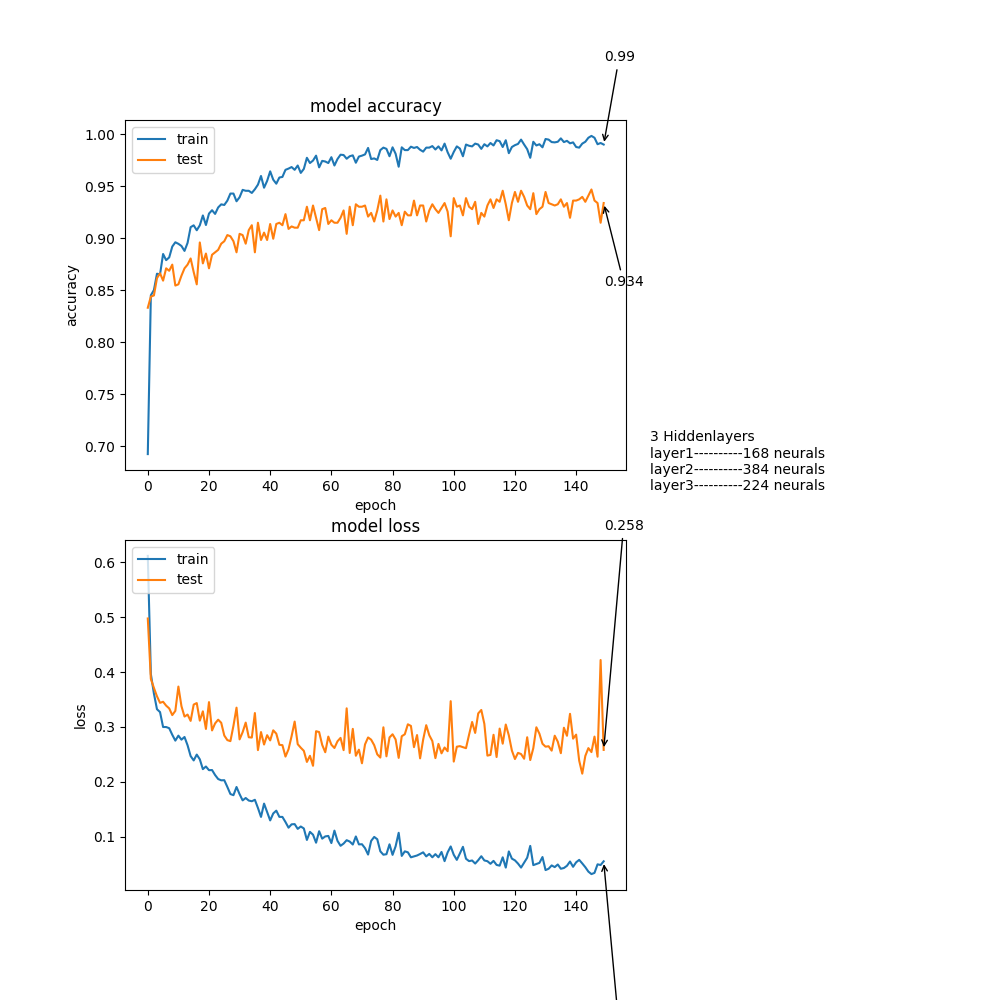 0.99
model accuracy
train
test
1.00
0.95
0.90
0.85
0.80
0.75
0.70
accuracy
0.934
0 20 40 60 80 100 120 140
epoch
3 Hiddenlayers
layer1----------168 neurals
layer2----------384 neurals
layer3----------224 neurals
0.258
model loss
train
test
0.6
0.5
0.4
0.3
0.2
0.1
loss
0 20 40 60 80 100 120 140
epoch